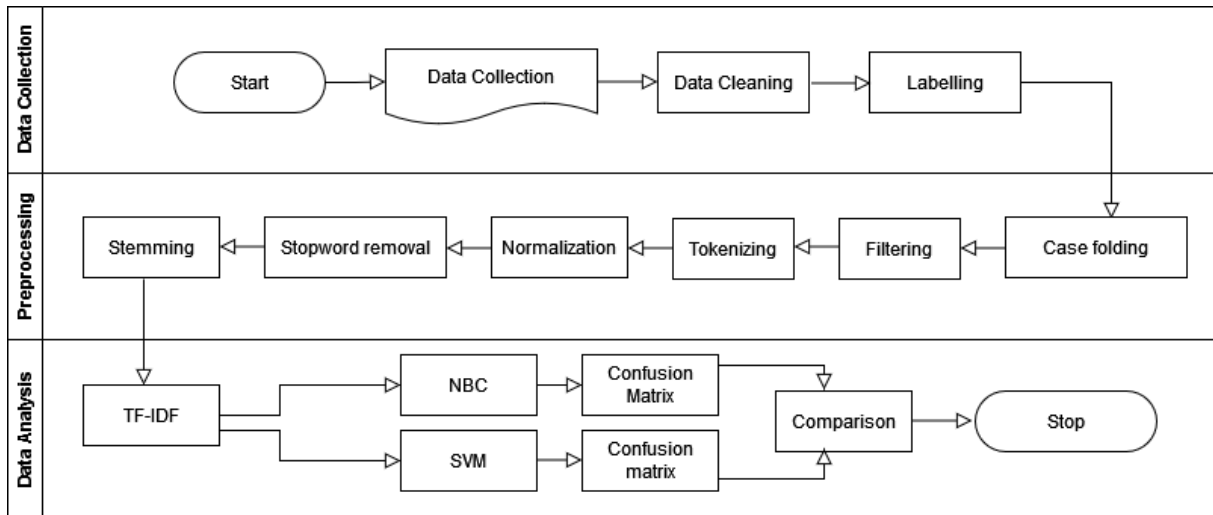 Data Collection
Start
Data Collection
Data Cleaning
Labelling
Preprocessing
Stemming
Stopword removal
Normalization
Tokenizing
Filtering
Case folding
Data Analysis
TF-IDF
NBC
Confusion
Matrix
SVM
Confusion
matrix
Comparison
Stop